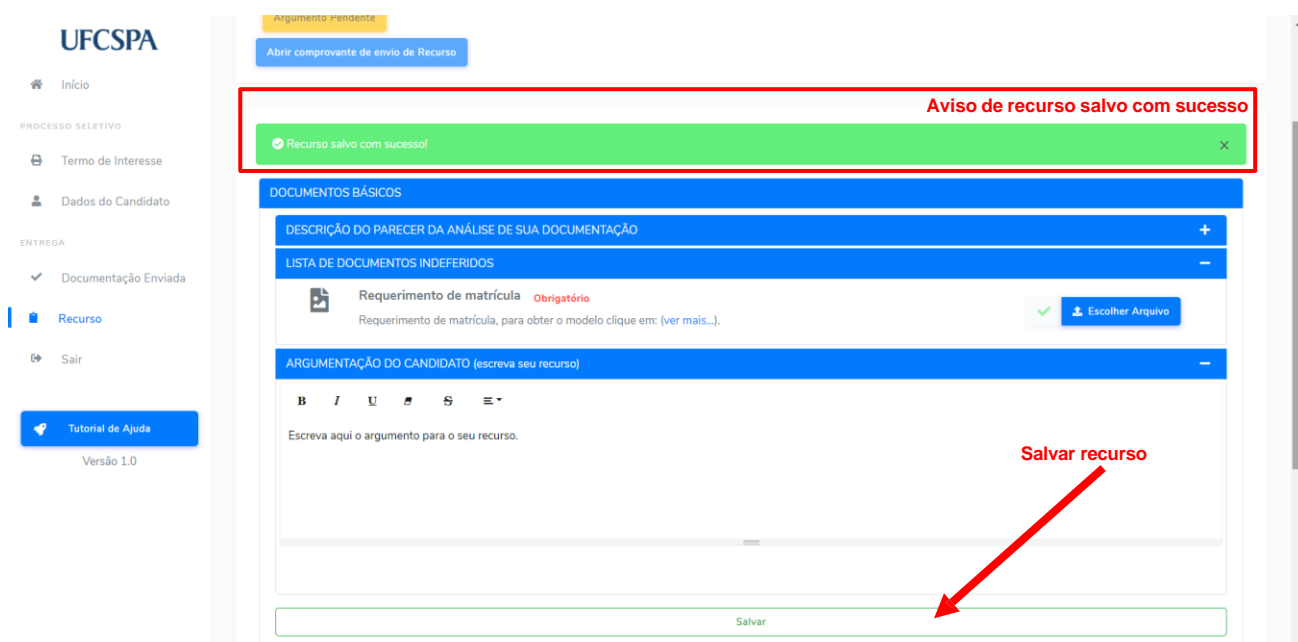 UFCSPA
Início
PROCESSO SELETIVO
Termo de Interesse
Dados do Candidato
ENTREGA
Documentação Enviada
Recurso
Sair
Tutorial de Ajuda
Versão 1.0
Argumento Pendente
Abrir comprovante de envio de Recurso
Aviso de recurso salvo com sucesso
Recurso salvo com sucesso!
DOCUMENTOS BÁSICOS
DESCRIÇÃO DO PARECER DA ANÁLISE DE SUA DOCUMENTAÇÃO
LISTA DE DOCUMENTOS INDEFERIDOS
Requerimento de matrícula Obrigatório
Requerimento de matrícula, para obter o modelo clique em: (ver mais...).
Escolher Arquivo
ARGUMENTAÇÃO DO CANDIDATO (escreva seu recurso)
B I U S
Escreva aqui o argumento para o seu recurso.
Salvar recurso
Salvar